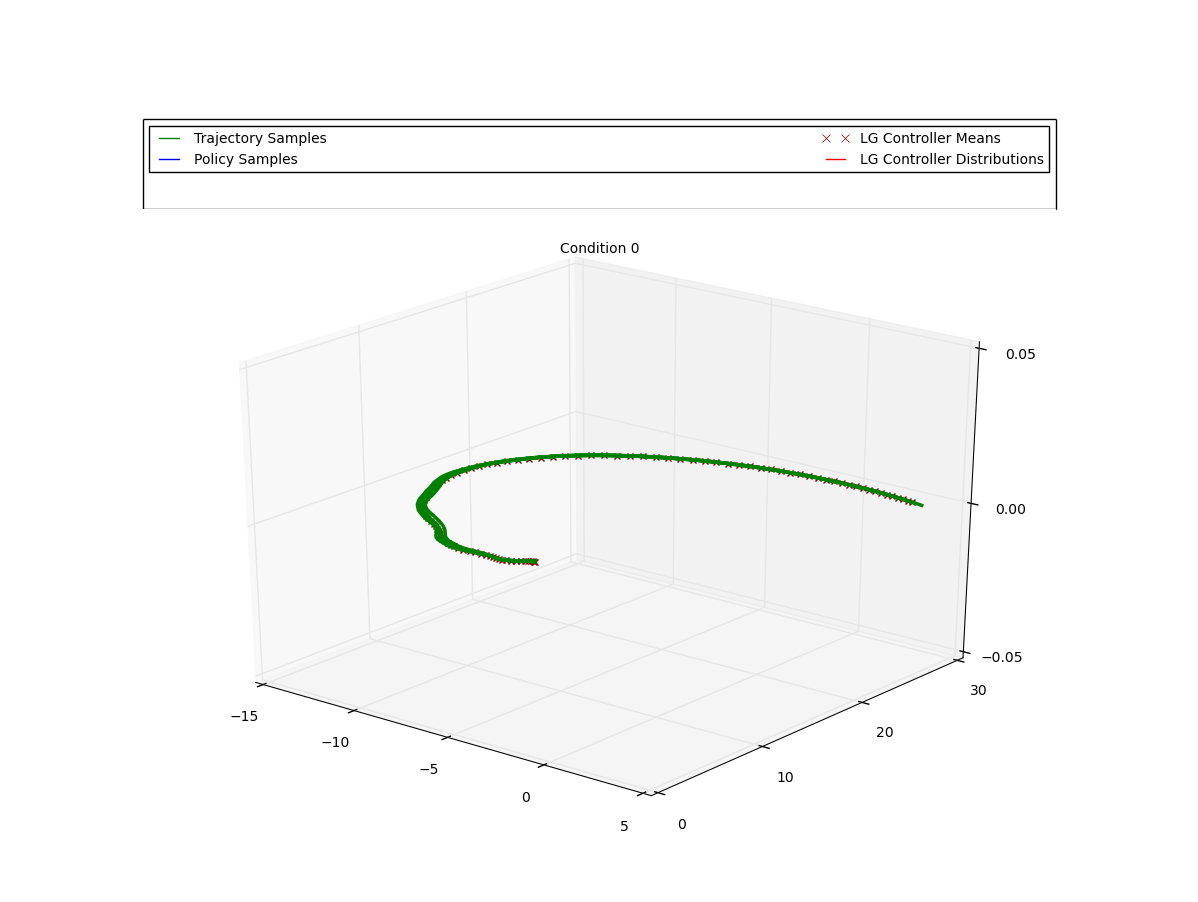 Trajectory Samples
Policy Samples
LG Controller Means
LG Controller Distributions
Condition 0
0.05
0.00
−0.05
−15
−10
−5
0
5
0
10
20
30